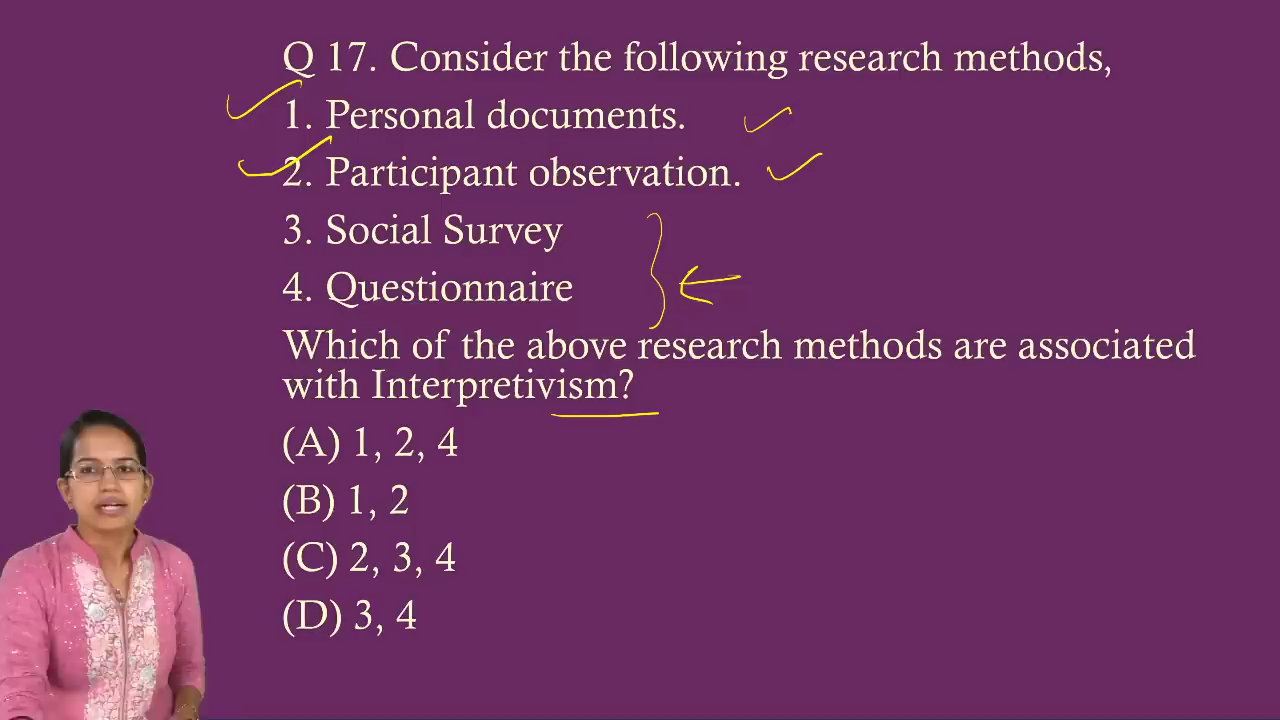 Q 17. Consider the following research methods,
1. Personal documents.
2. Participant observation.
3. Social Survey
4. Questionnaire
Which of the above research methods are associated
with Interpretivism?
(A) 1, 2, 4
(B) 1, 2
(C) 2, 3, 4
(D) 3, 4